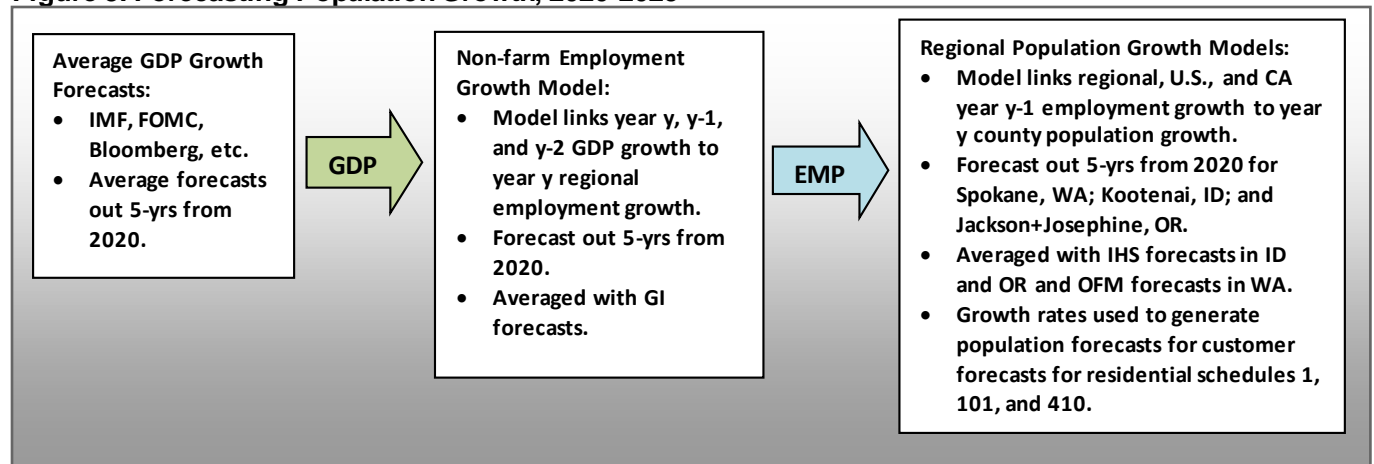 Average GDP Growth
Forecasts:
• IMF, FOMC,
Bloomberg, etc.
• Average forecasts
out 5-yrs from
2020.
GDP
Non-farm Employment
Growth Model:
• Model links year y, y-1,
and y-2 GDP growth to
year y regional
employment growth.
• Forecast out 5-yrs from
2020.
• Averaged with GI
forecasts.
EMP
Regional Population Growth Models:
• Model links regional, U.S., and CA
year y-1 employment growth to year
y county population growth.
• Forecast out 5-yrs from 2020 for
Spokane, WA; Kootenai, ID; and
Jackson+Josephine, OR.
• Averaged with IHS forecasts in ID
and OR and OFM forecasts in WA.
• Growth rates used to generate
population forecasts for customer
forecasts for residential schedules 1,
101, and 410.